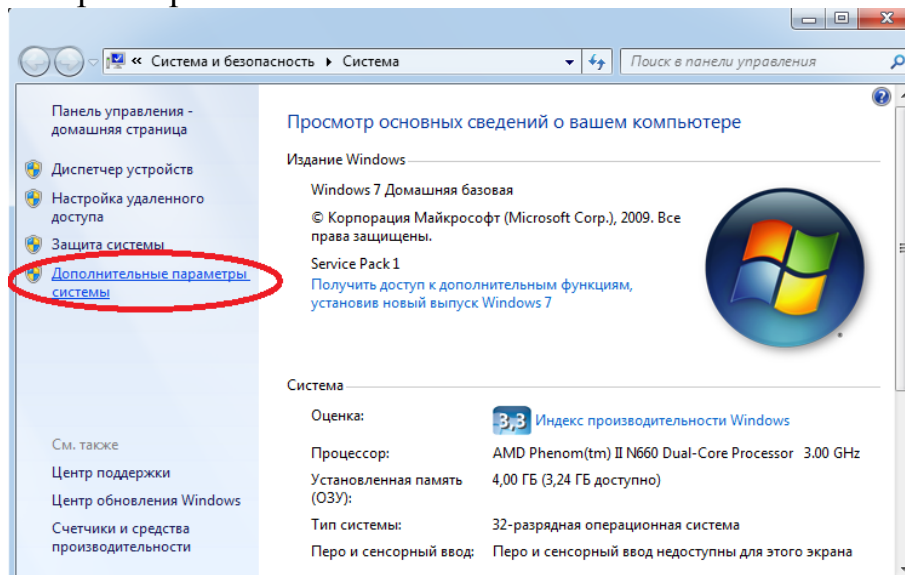 « Система и безопасность ▸ Система
Поиск в панели управления
Панель управления -
домашняя страница
Диспетчер устройств
Настройка удаленного
доступа
Защита системы
Дополнительные параметры
системы
См. также
Центр поддержки
Центр обновления Windows
Счетчики и средства
производительности
Просмотр основных сведений о вашем компьютере
Издание Windows
Windows 7 Домашняя базовая
© Корпорация Майкрософт (Microsoft Corp.), 2009. Все
права защищены.
Service Pack 1
Получить доступ к дополнительным функциям,
установив новый выпуск Windows 7
Система
Оценка: 3,3 Индекс производительности Windows
Процессор: AMD Phenom(tm) II N660 Dual-Core Processor 3.00 GHz
Установленная память 4,00 ГБ (3,24 ГБ доступно)
(ОЗУ):
Тип системы: 32-разрядная операционная система
Перо и сенсорный ввод: Перо и сенсорный ввод недоступны для этого экрана